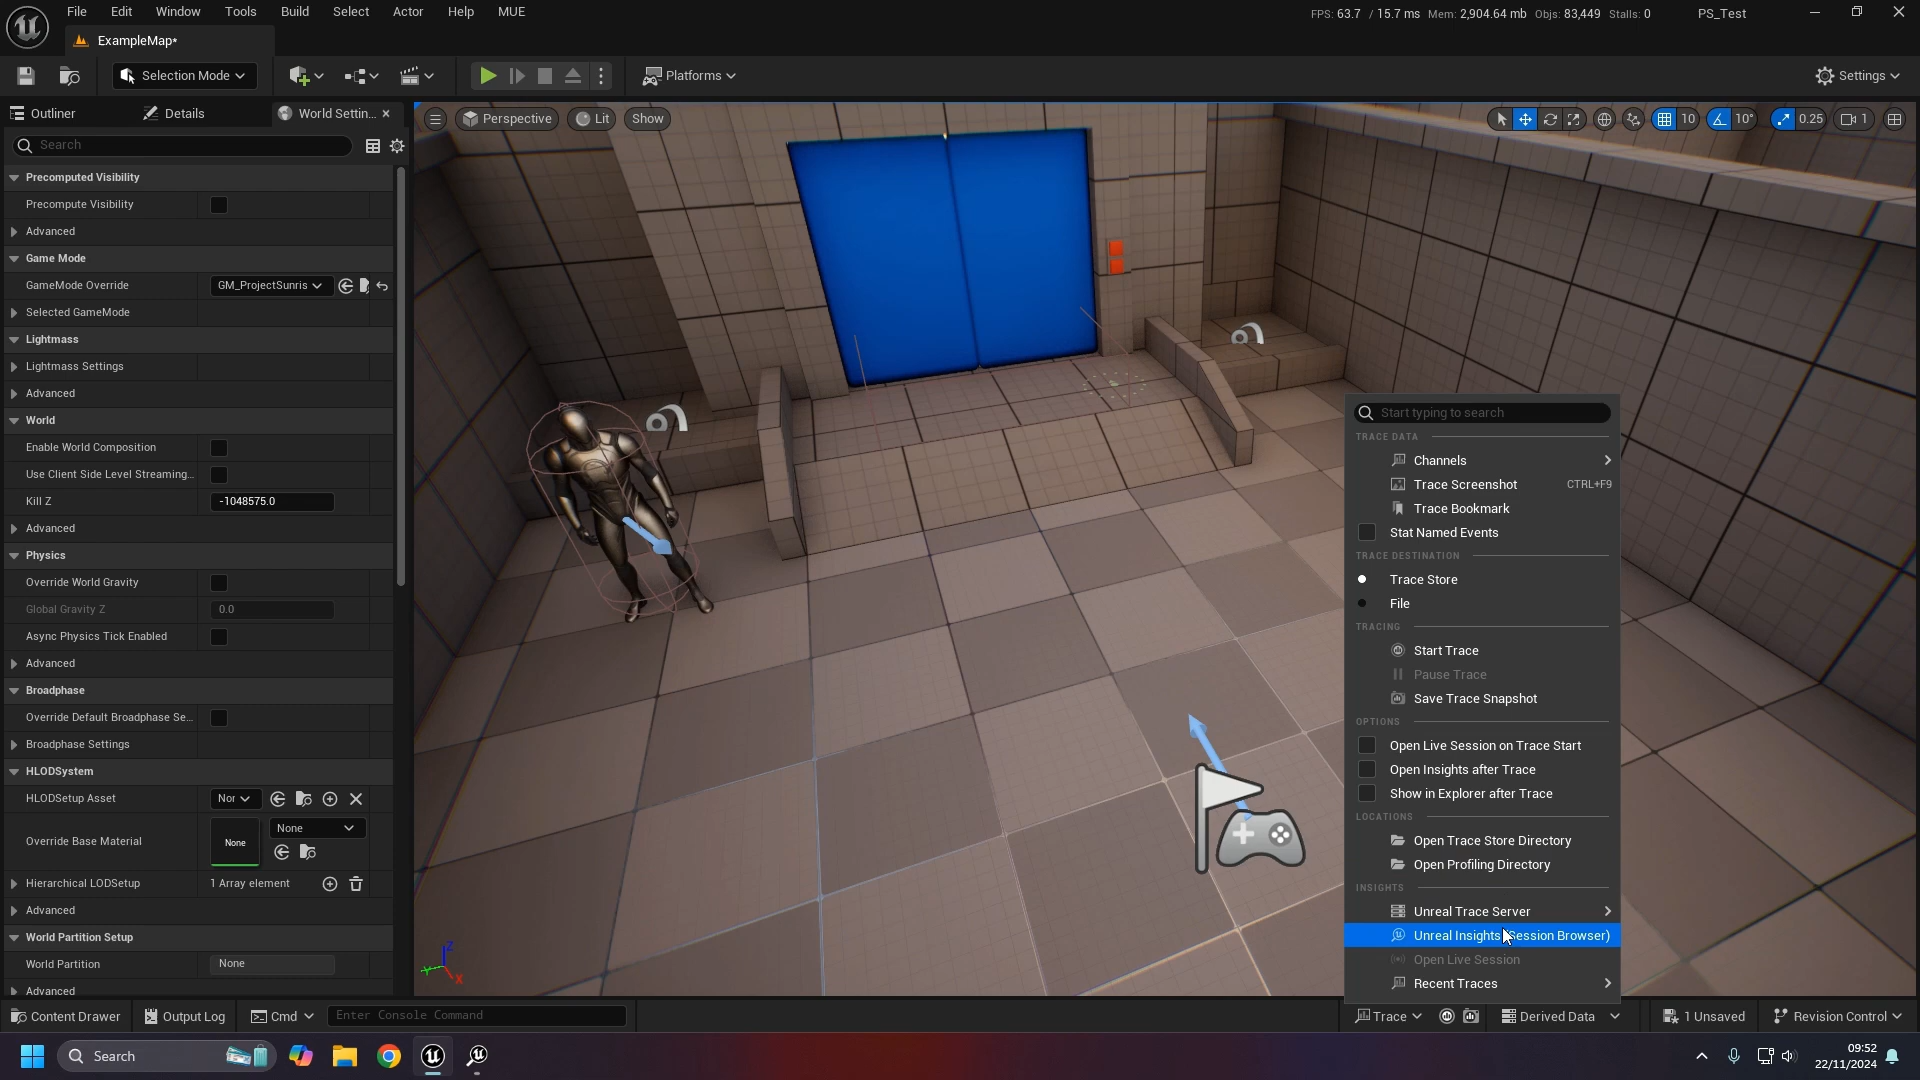 File Edit Window Tools Build Select Actor Help MUE
FPS: 63.7 / 15.7 ms Mem: 2,904.64 mb Objs: 83,449 Stalls: 0
PS_Test
ExampleMap*
Selection Mode
Platforms
Settings
Outliner
Details
World Settin...
Search
Precomputed Visibility
Precompute Visibility
Advanced
Game Mode
GameMode Override
GM_ProjectSunris
Selected GameMode
Lightmass
Lightmass Settings
Advanced
World
Enable World Composition
Use Client Side Level Streaming...
Kill Z
-1048575.0
Advanced
Physics
Override World Gravity
Global Gravity Z
0.0
Async Physics Tick Enabled
Advanced
Broadphase
Override Default Broadphase Se...
Broadphase Settings
HLODSystem
HLODSetup Asset
Nor
Override Base Material
None
None
Hierarchical LODSetup
1 Array element
Advanced
World Partition Setup
World Partition
None
Advanced
Perspective
Lit
Show
10
10°
0.25
1
Z
Y
X
Start typing to search
TRACE DATA
Channels
Trace Screenshot CTRL+F9
Trace Bookmark
Stat Named Events
TRACE DESTINATION
Trace Store
File
TRACING
Start Trace
Pause Trace
Save Trace Snapshot
OPTIONS
Open Live Session on Trace Start
Open Insights after Trace
Show in Explorer after Trace
LOCATIONS
Open Trace Store Directory
Open Profiling Directory
INSIGHTS
Unreal Trace Server
Unreal Insights (Session Browser)
Open Live Session
Recent Traces
Content Drawer
Output Log
Cmd
Enter Console Command
Trace
Derived Data
1 Unsaved
Revision Control
Search
09:52
22/11/2024